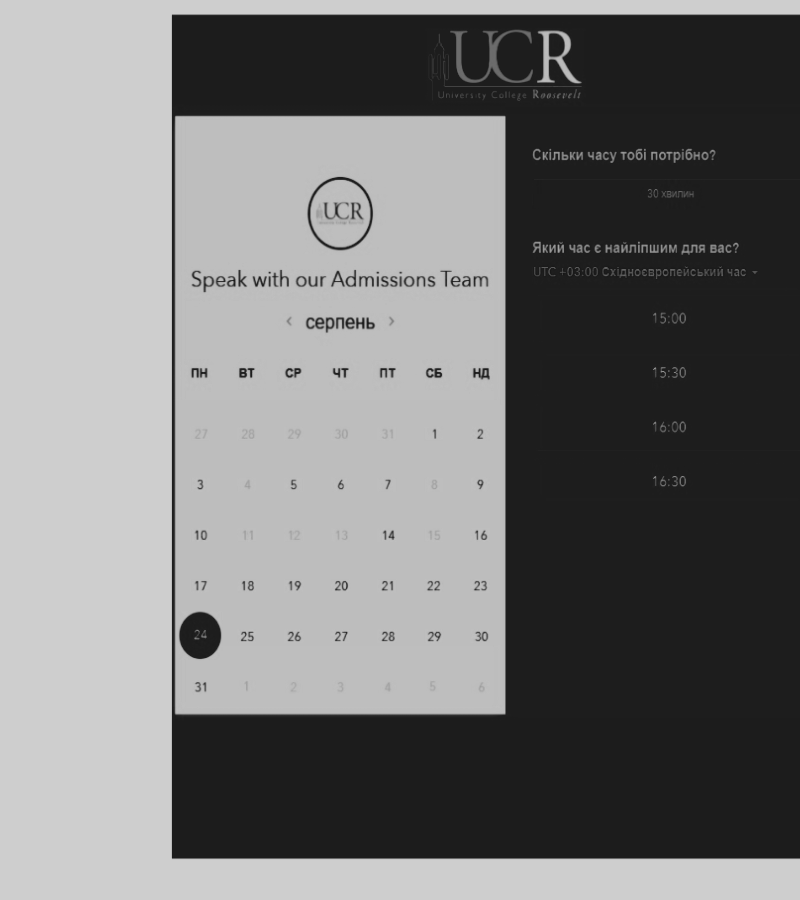 UCR
University College Roosevelt
UCR
Speak with our Admissions Team
‹ серпень ›
ПН ВТ СР ЧТ ПТ СБ НД
27 28 29 30 31 1 2
3 4 5 6 7 8 9
10 11 12 13 14 15 16
17 18 19 20 21 22 23
24 25 26 27 28 29 30
31 1 2 3 4 5 6
Скільки часу тобі потрібно?
30 хвилин
Який час є найліпшим для вас?
UTC +03:00 Східноєвропейський час
15:00
15:30
16:00
16:30